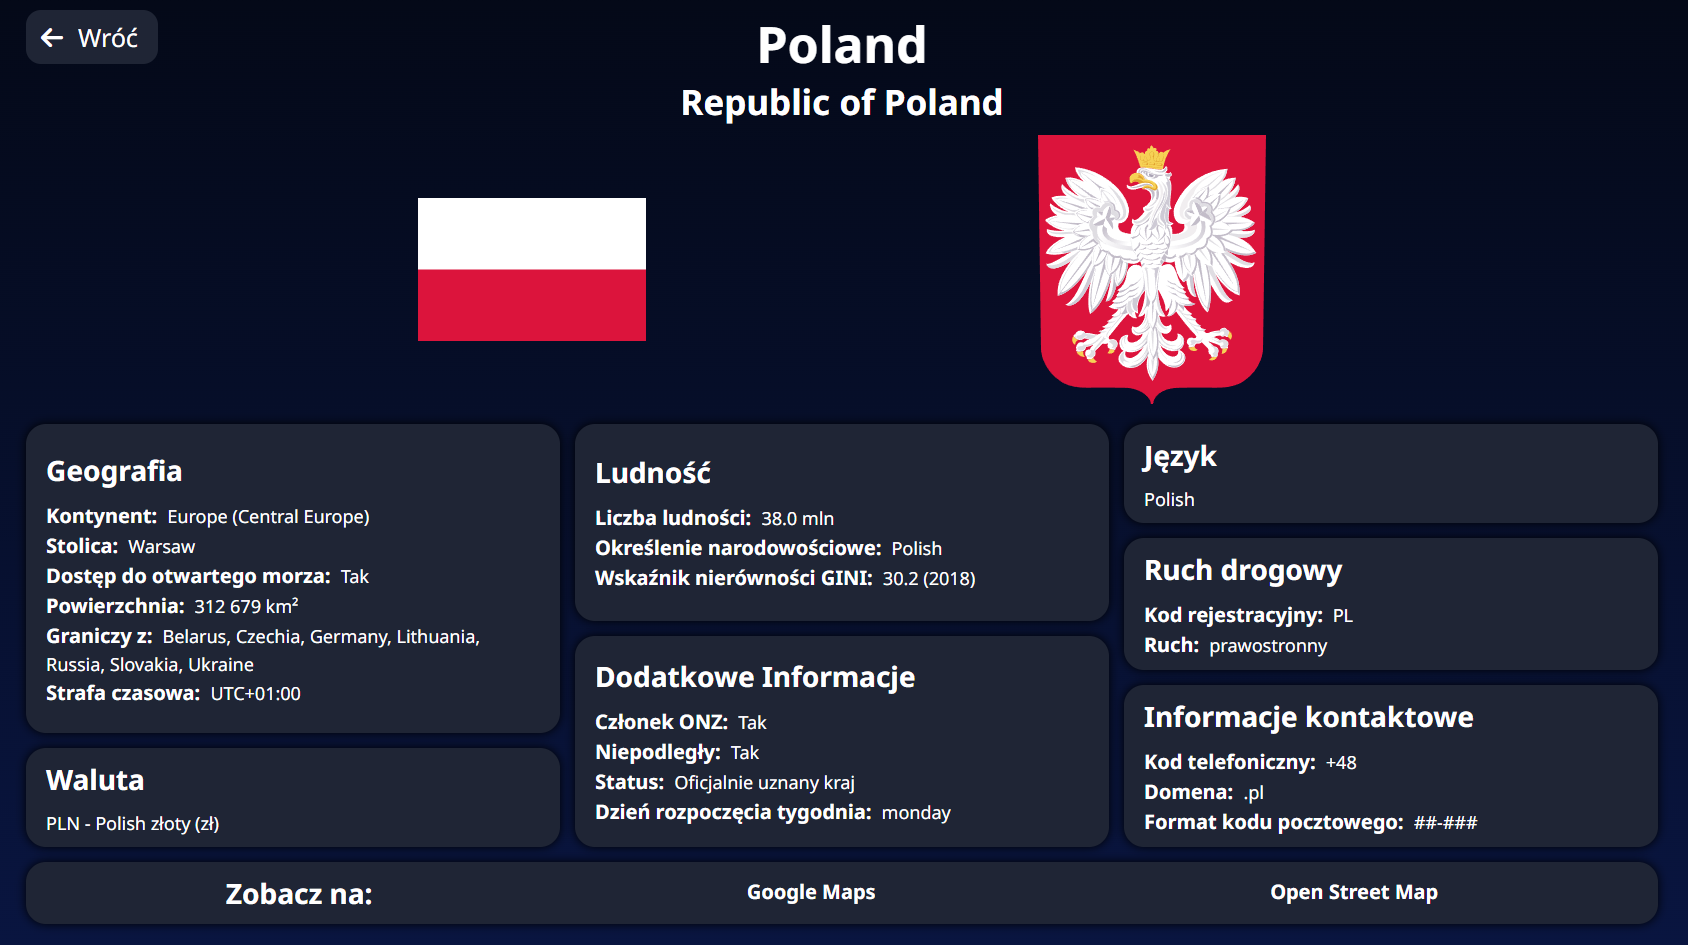 Wróć
Poland
Republic of Poland
Geografia
Kontynent: Europe (Central Europe)
Stolica: Warsaw
Dostęp do otwartego morza: Tak
Powierzchnia: 312 679 km²
Graniczy z: Belarus, Czechia, Germany, Lithuania,
Russia, Slovakia, Ukraine
Strafa czasowa: UTC+01:00
Waluta
PLN - Polish złoty (zł)
Ludność
Liczba ludności: 38.0 mln
Określenie narodowościowe: Polish
Wskaźnik nierówności GINI: 30.2 (2018)
Dodatkowe Informacje
Członek ONZ: Tak
Niepodległy: Tak
Status: Oficjalnie uznany kraj
Dzień rozpoczęcia tygodnia: monday
Język
Polish
Ruch drogowy
Kod rejestracyjny: PL
Ruch: prawostronny
Informacje kontaktowe
Kod telefoniczny: +48
Domena: .pl
Format kodu pocztowego: ##-###
Zobacz na:
Google Maps
Open Street Map